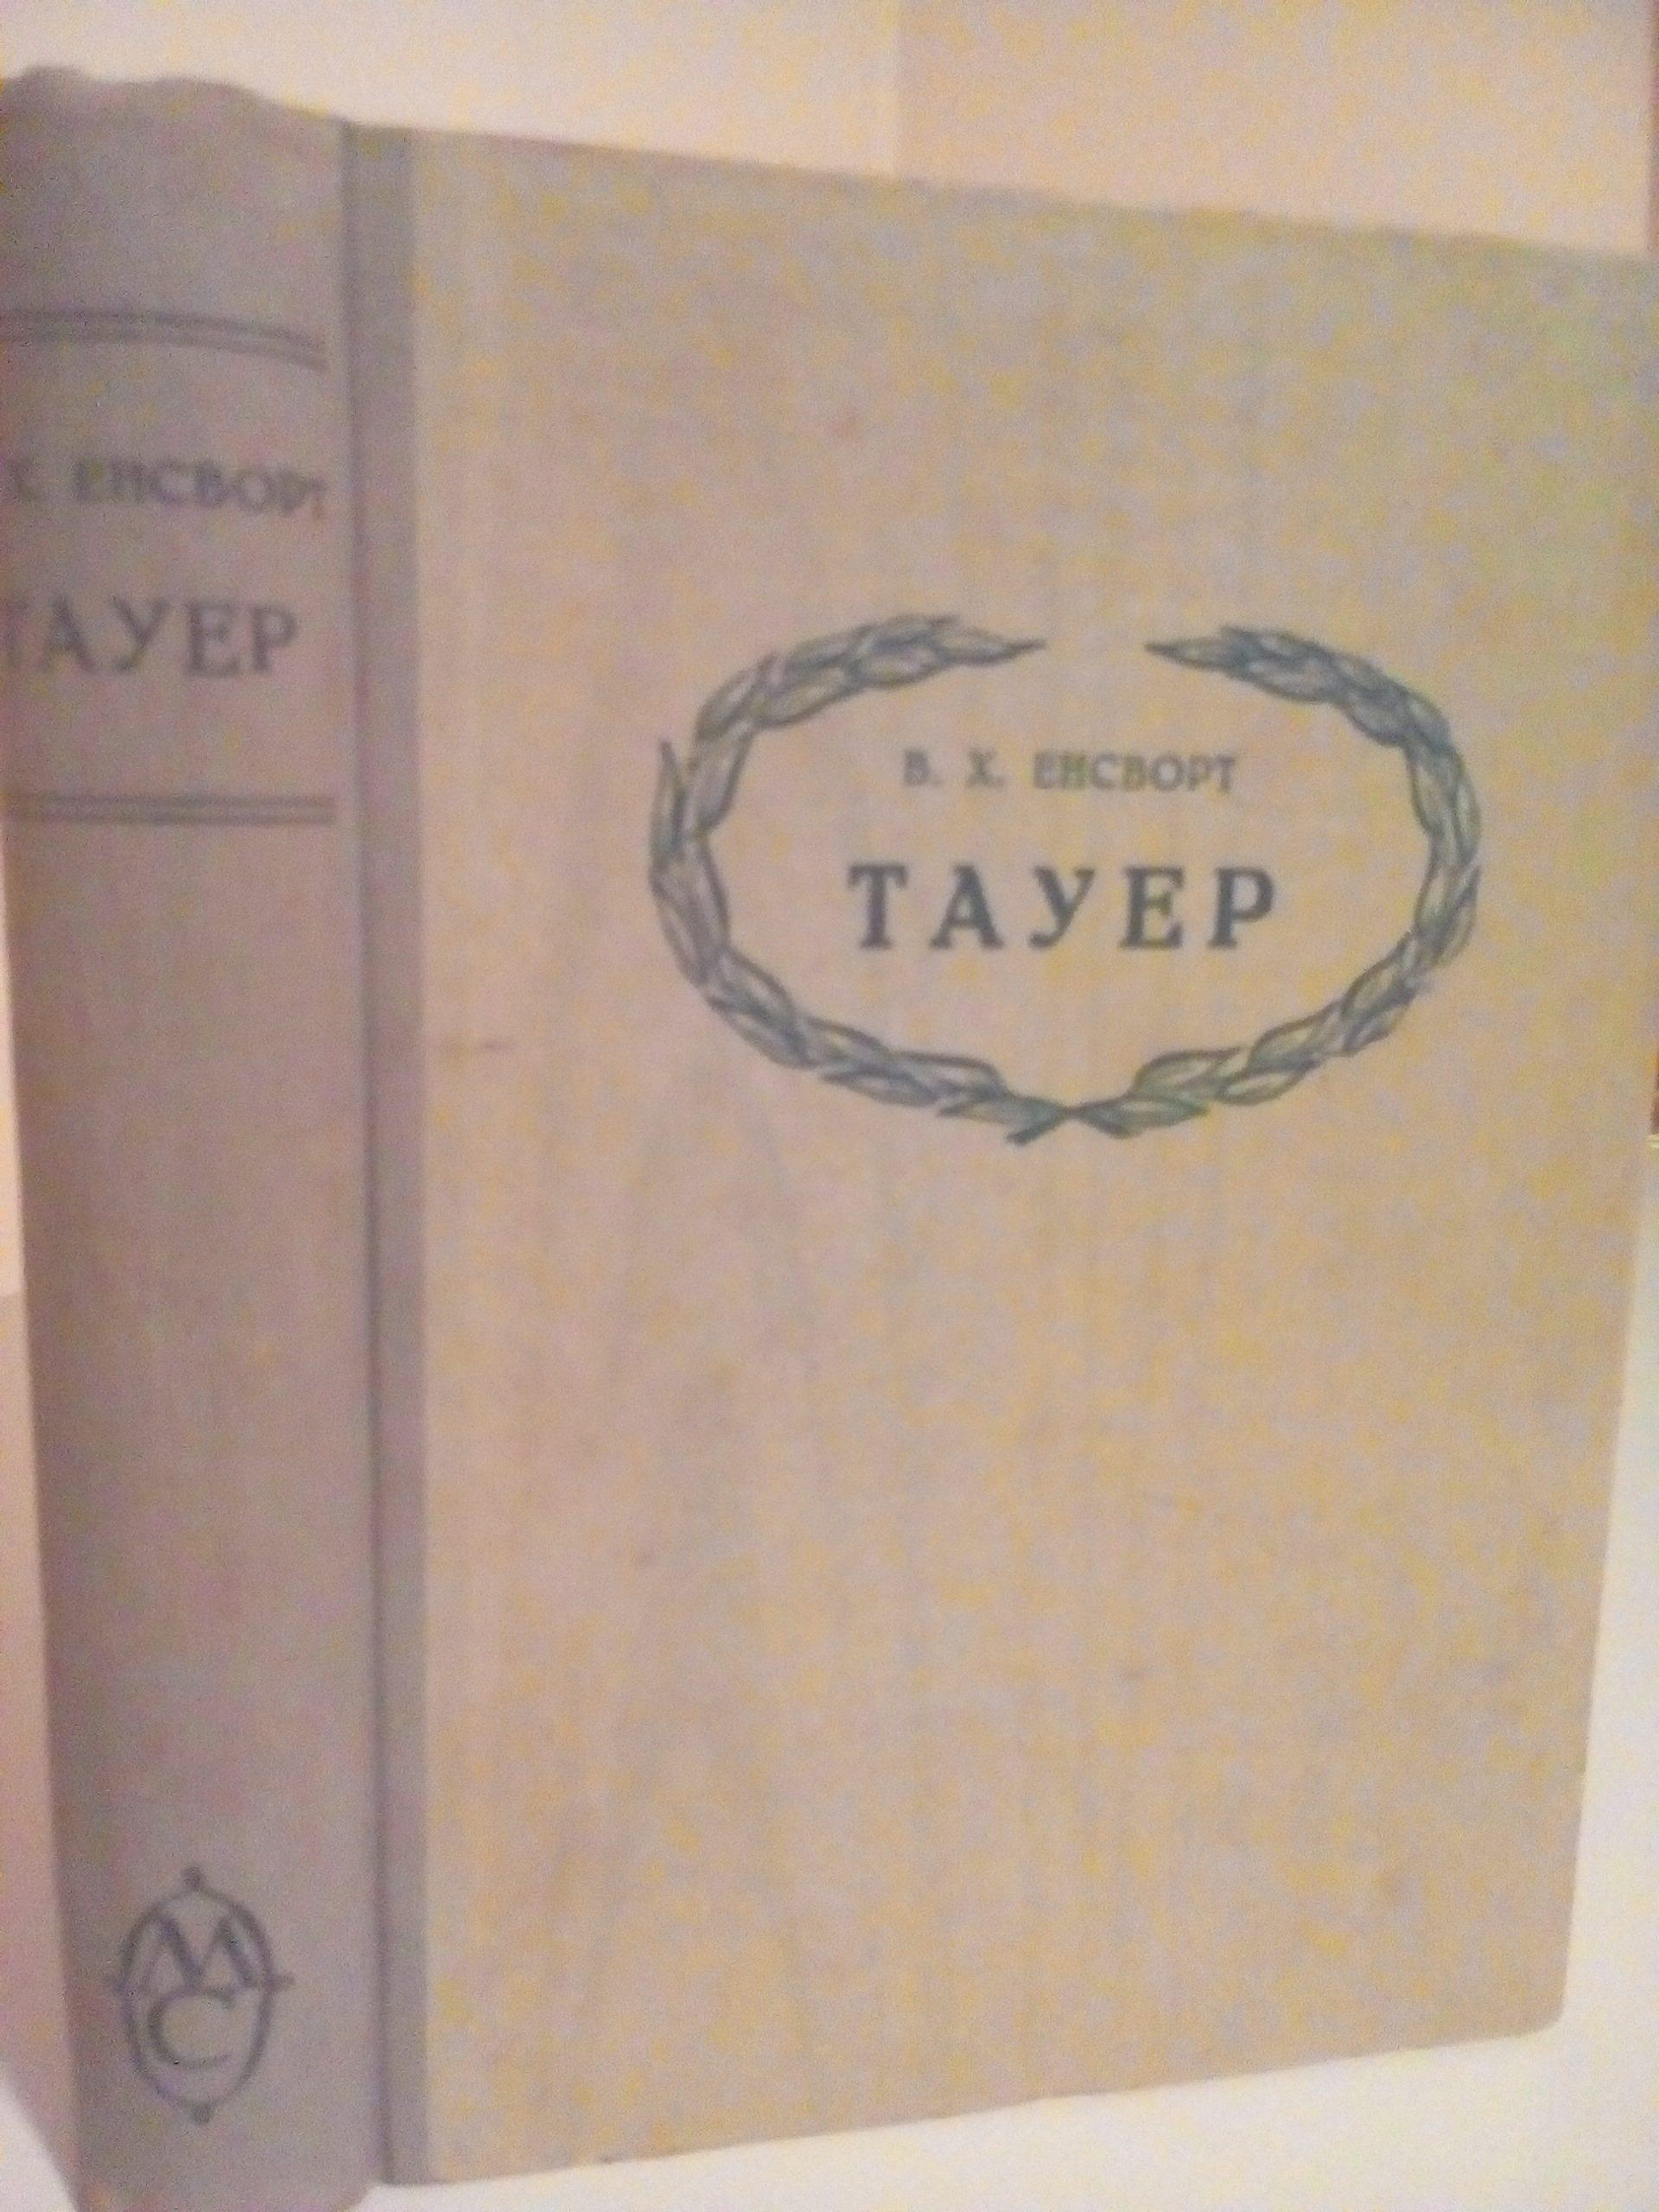 Х. ЕНСВОРТ
ТАУЕР
МС
В. Х. ЕНСВОРТ
ТАУЕР